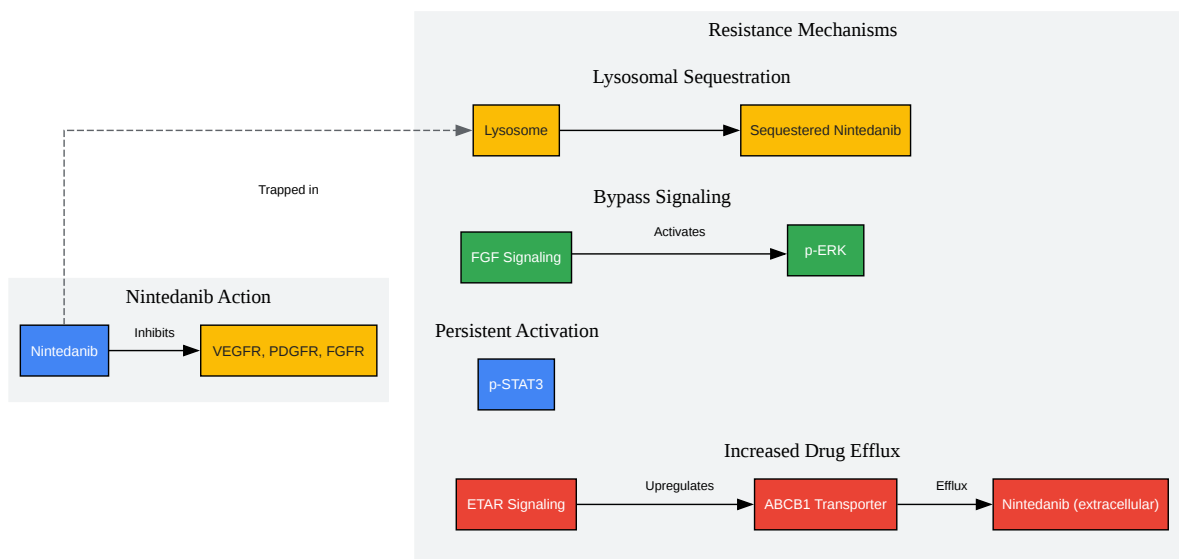 Resistance Mechanisms
Lysosomal Sequestration
Lysosome
Sequestered Nintedanib
Trapped in
Bypass Signaling
FGF Signaling
Activates
p-ERK
Nintedanib Action
Nintedanib
Inhibits
VEGFR, PDGFR, FGFR
Persistent Activation
p-STAT3
Increased Drug Efflux
ETAR Signaling
Upregulates
ABCB1 Transporter
Efflux
Nintedanib (extracellular)